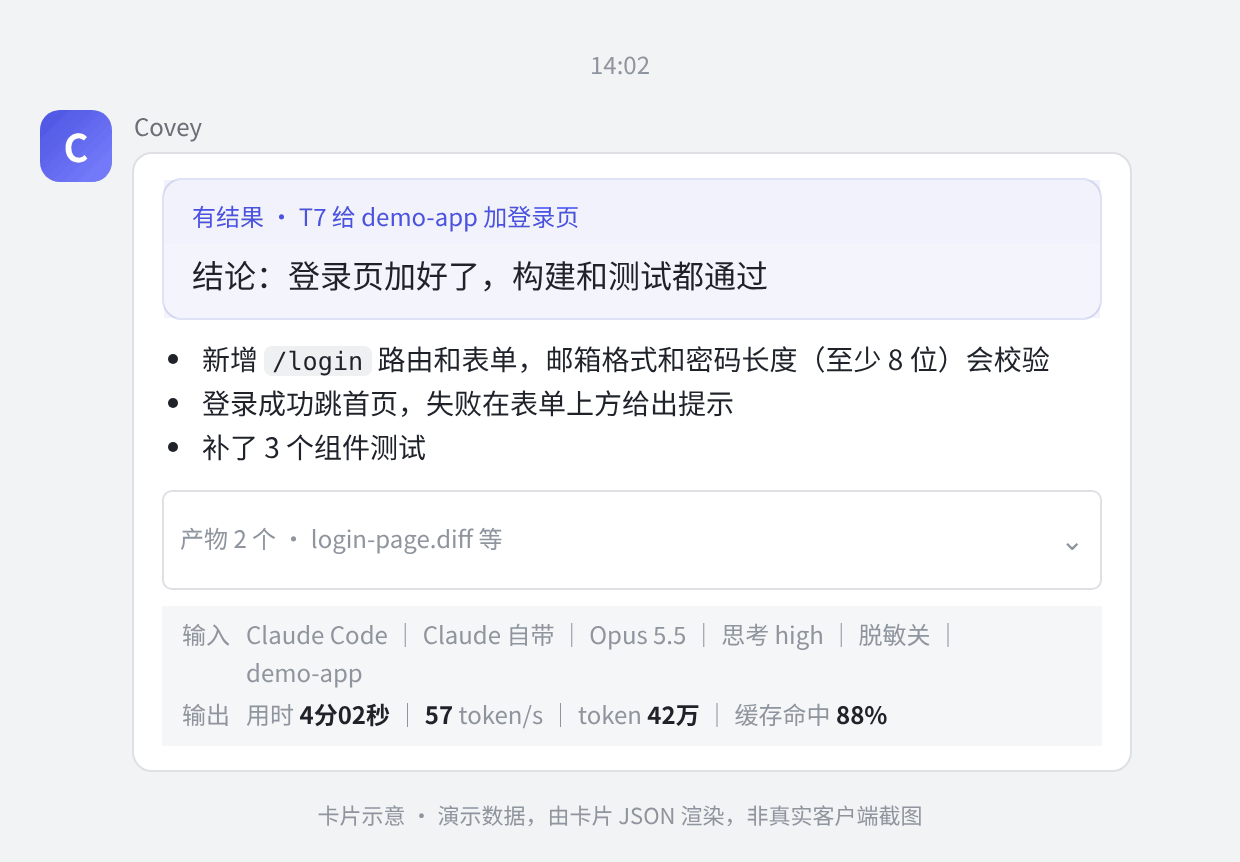 14:02
C
Covey
有结果 · T7 给 demo-app 加登录页
结论：登录页加好了，构建和测试都通过
• 新增 /login 路由和表单，邮箱格式和密码长度（至少 8 位）会校验
• 登录成功跳首页，失败在表单上方给出提示
• 补了 3 个组件测试
产物 2 个 · login-page.diff 等
输入 Claude Code | Claude 自带 | Opus 5.5 | 思考 high | 脱敏关 |
demo-app
输出 用时 4分02秒 | 57 token/s | token 42万 | 缓存命中 88%
卡片示意 · 演示数据，由卡片 JSON 渲染，非真实客户端截图